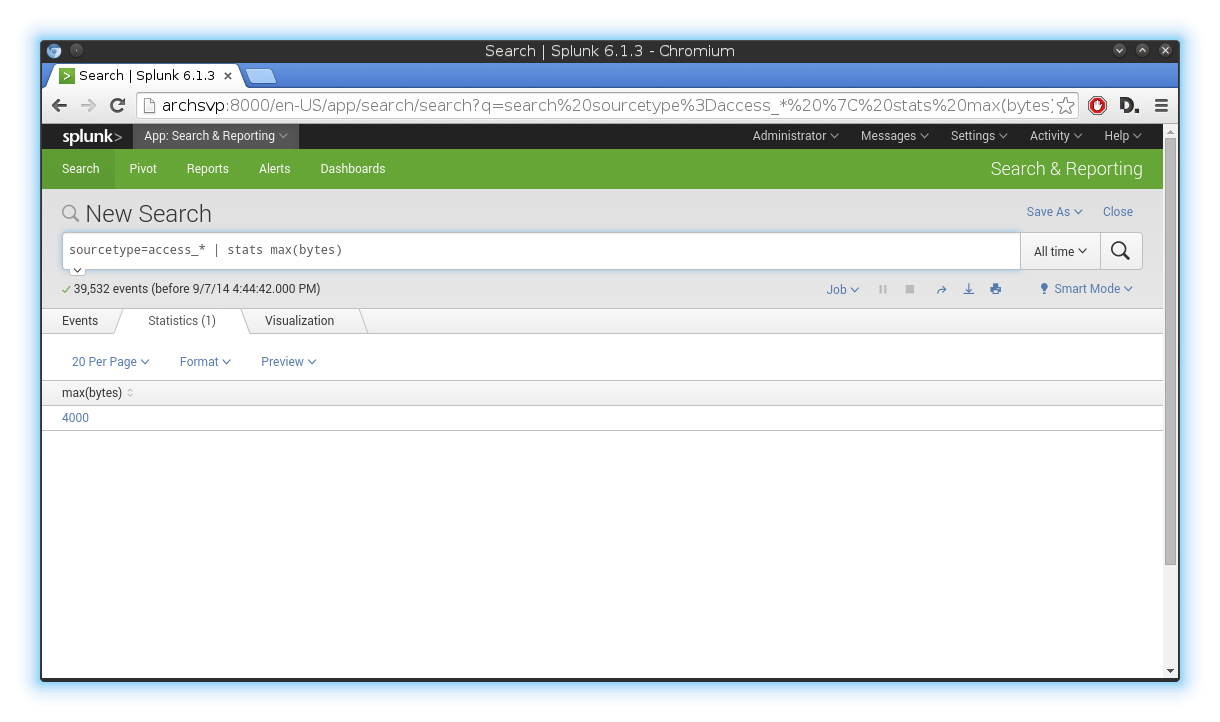 Search | Splunk 6.1.3 - Chromium
Search | Splunk 6.1.3 ×
archsvp:8000/en-US/app/search/search?q=search%20sourcetype%3Daccess_*%20%7C%20stats%20max(bytes)
D.
splunk> App: Search & Reporting Administrator Messages Settings Activity Help
Search Pivot Reports Alerts Dashboards Search & Reporting
New Search Save As Close
sourcetype=access_* | stats max(bytes) All time
39,532 events (before 9/7/14 4:44:42.000 PM) Job Smart Mode
Events Statistics (1) Visualization
20 Per Page Format Preview
max(bytes)
4000